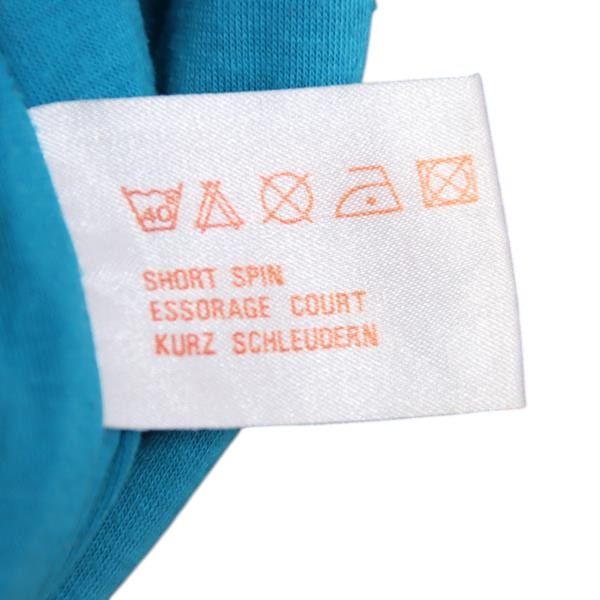 40
SHORT SPIN
ESSORAGE COURT
KURZ SCHLEUDERN